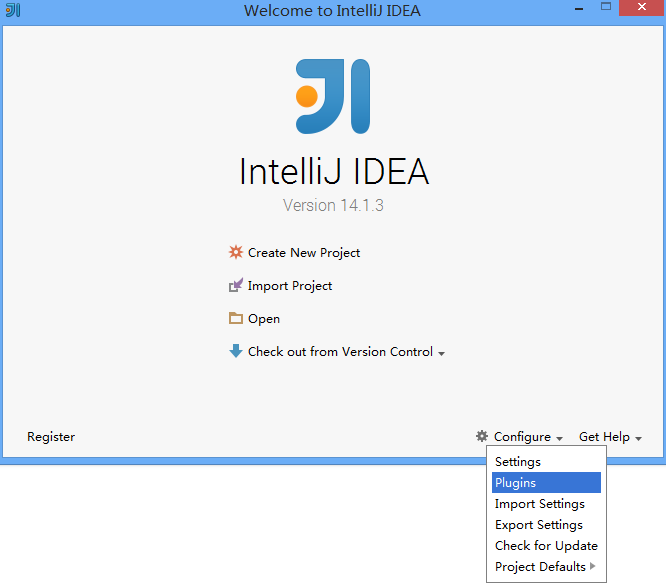 Welcome to IntelliJ IDEA
IntelliJ IDEA
Version 14.1.3
Create New Project
Import Project
Open
Check out from Version Control
Register
Configure
Get Help
Settings
Plugins
Import Settings
Export Settings
Check for Update
Project Defaults